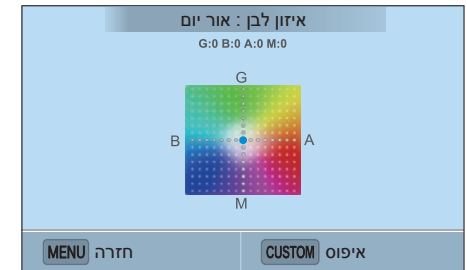 איזון לבן : אור יום
G:0 B:0 A:0 M:0
G
B A
M
MENU חזרה
CUSTOM איפוס